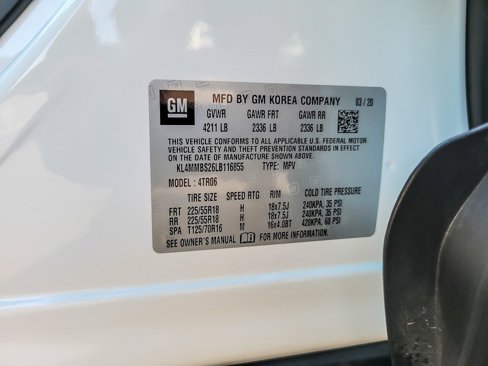 GM
MFD BY GM KOREA COMPANY 03/20
GVWR GAWR FRT GAWR RR
4211 LB 2336 LB 2336 LB
THIS VEHICLE CONFORMS TO ALL APPLICABLE U.S. FEDERAL MOTOR
VEHICLE SAFETY AND THEFT PREVENTION STANDARDS IN EFFECT
ON THE DATE OF MANUFACTURE SHOWN ABOVE.
KL4MMBS26LB116855 TYPE: MPV
MODEL : 4TR06
TIRE SIZE SPEED RTG RIM COLD TIRE PRESSURE
FRT 225/55R18 H 18x7.5J 240KPA, 35 PSI
RR 225/55R18 H 18x7.5J 240KPA, 35 PSI
SPA T125/70R16 M 16x4.0BT 420KPA, 60 PSI
SEE OWNER'S MANUAL FOR MORE INFORMATION.